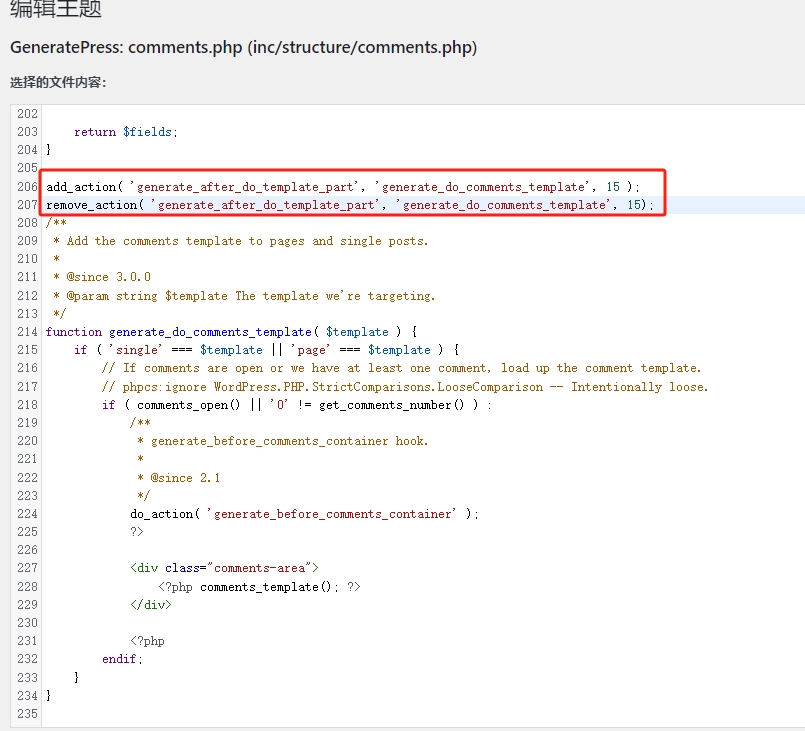 编辑主题
GeneratePress: comments.php (inc/structure/comments.php)
选择的文件内容：
202
203 return $fields;
204 }
205
206 add_action( 'generate_after_do_template_part', 'generate_do_comments_template', 15 );
207 remove_action( 'generate_after_do_template_part', 'generate_do_comments_template', 15);
208 /**
209 * Add the comments template to pages and single posts.
210 *
211 * @since 3.0.0
212 * @param string $template The template we're targeting.
213 */
214 function generate_do_comments_template( $template ) {
215 if ( 'single' === $template || 'page' === $template ) {
216 // If comments are open or we have at least one comment, load up the comment template.
217 // phpcs:ignore WordPress.PHP.StrictComparisons.LooseComparison -- Intentionally loose.
218 if ( comments_open() || '0' != get_comments_number() ) :
219 /**
220 * generate_before_comments_container hook.
221 *
222 * @since 2.1
223 */
224 do_action( 'generate_before_comments_container' );
225 ?>
226
227 <div class="comments-area">
228 <?php comments_template(); ?>
229 </div>
230
231 <?php
232 endif;
233 }
234 }
235